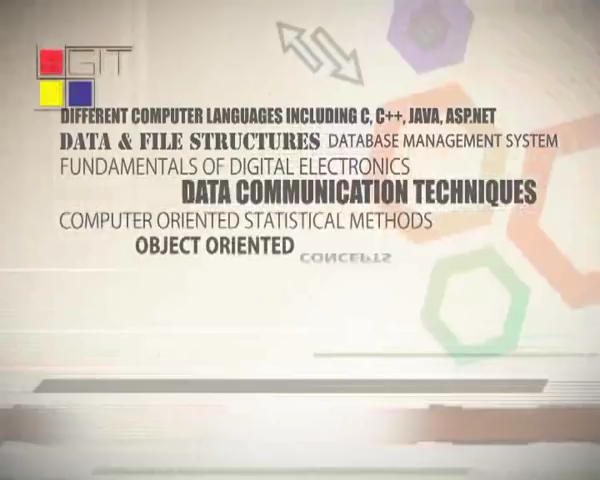 GIT
DIFFERENT COMPUTER LANGUAGES INCLUDING C, C++, JAVA, ASP.NET
DATA & FILE STRUCTURES DATABASE MANAGEMENT SYSTEM
FUNDAMENTALS OF DIGITAL ELECTRONICS
DATA COMMUNICATION TECHNIQUES
COMPUTER ORIENTED STATISTICAL METHODS
OBJECT ORIENTED CONCEPTS